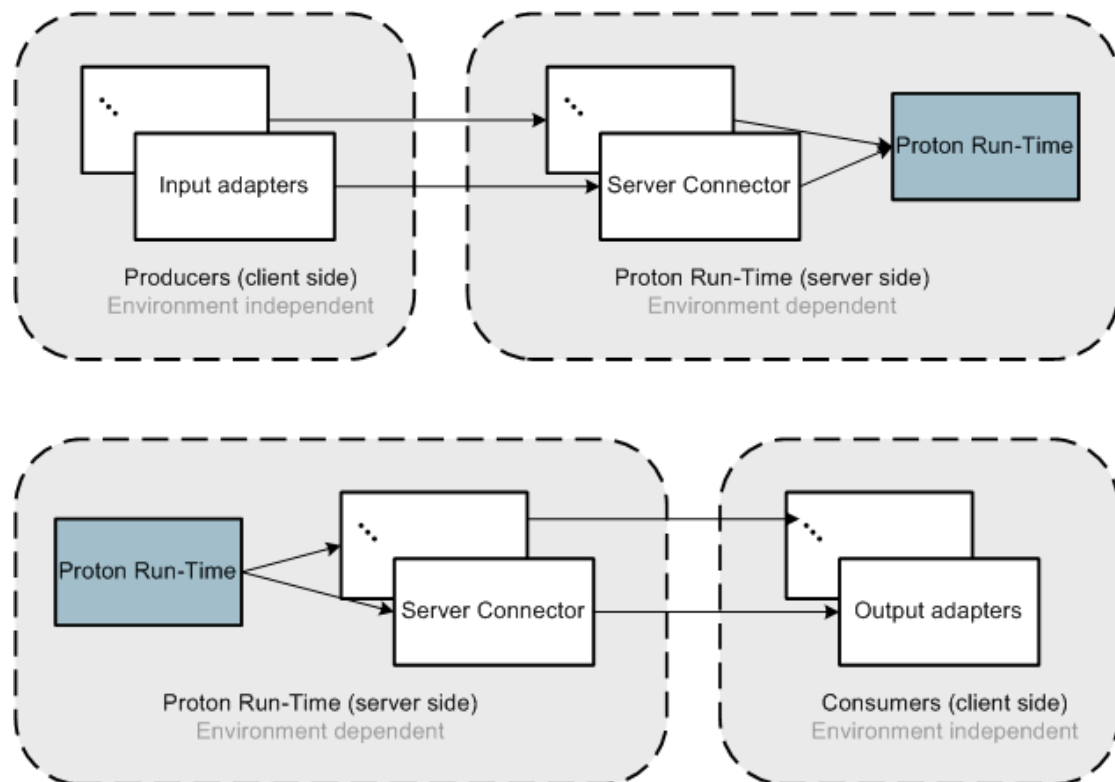 Input adapters
Server Connector
Proton Run-Time
Producers (client side)
Environment independent
Proton Run-Time (server side)
Environment dependent
Proton Run-Time
Server Connector
Output adapters
Proton Run-Time (server side)
Environment dependent
Consumers (client side)
Environment independent